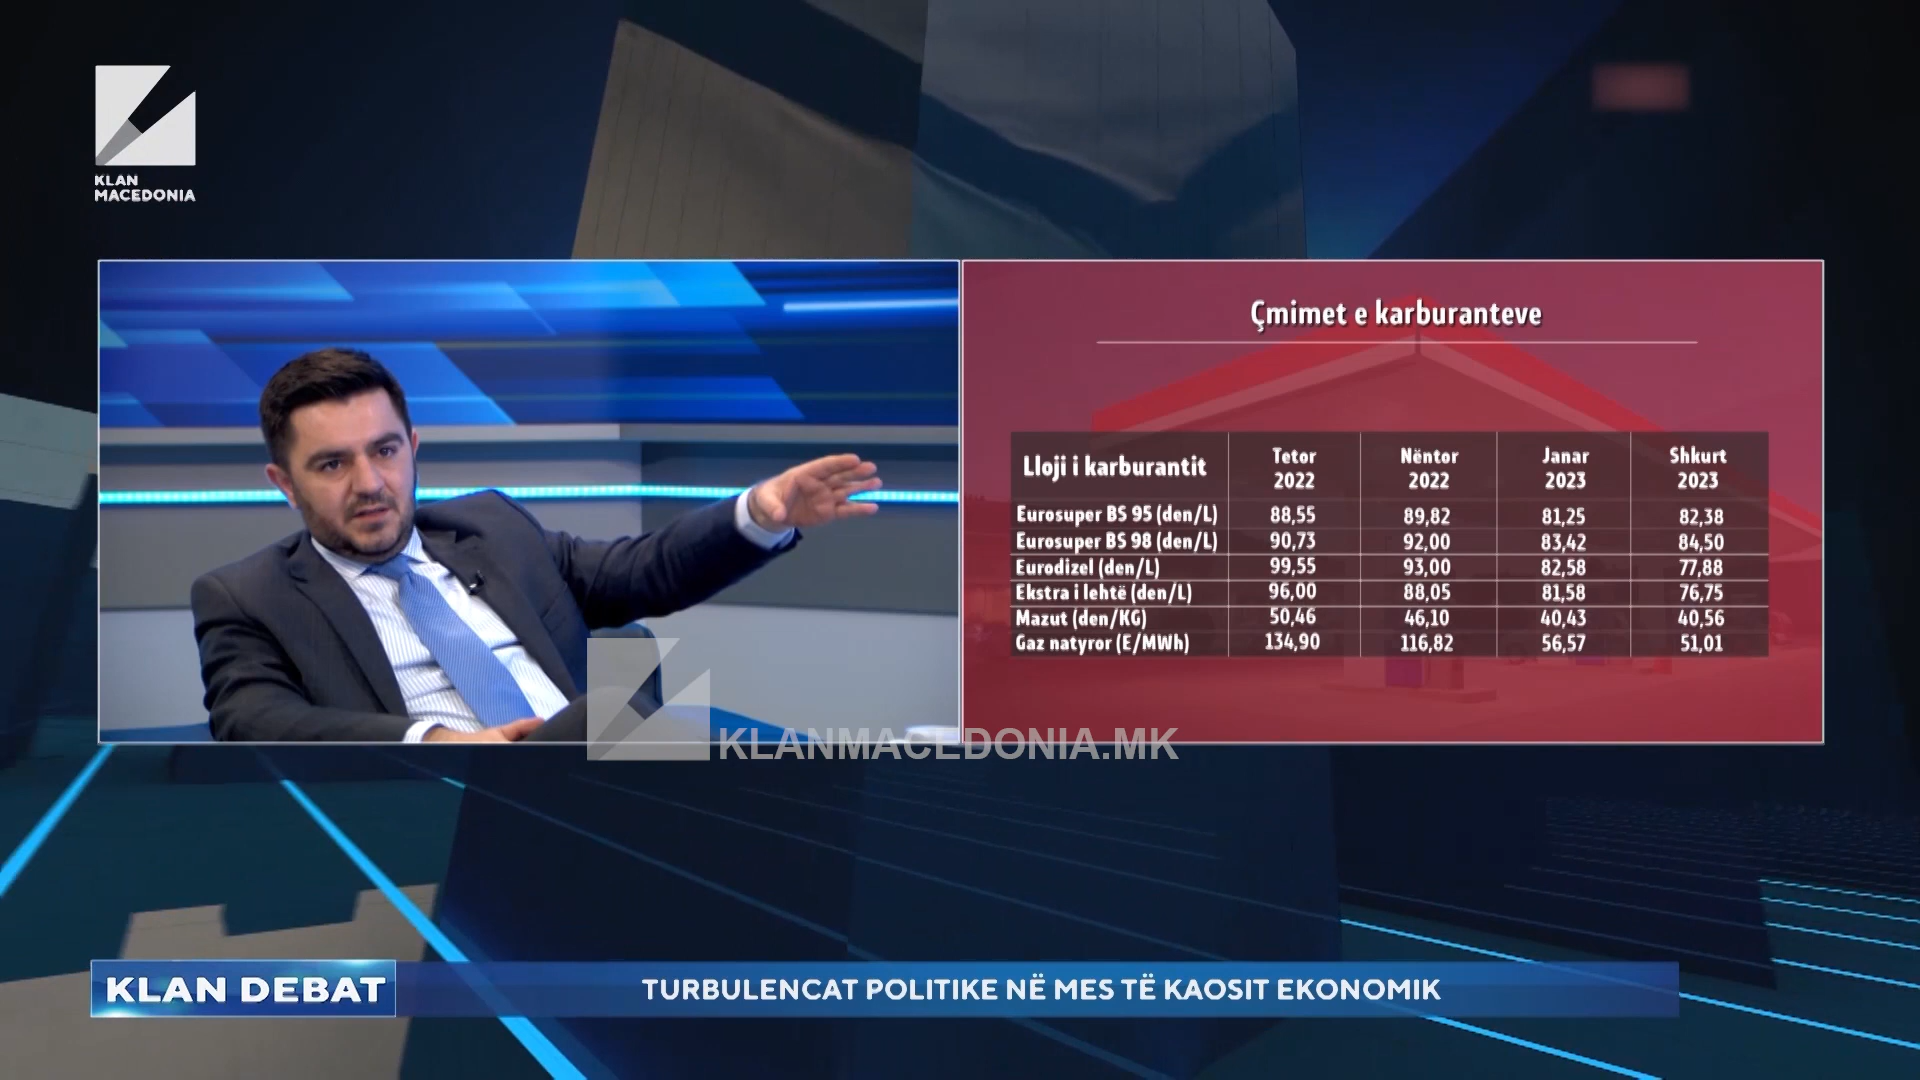 KLAN
MACEDONIA
Çmimet e karburanteve
Lloji i karburantit Tetor 2022 Nëntor 2022 Janar 2023 Shkurt 2023
Eurosuper BS 95 (den/L) 88,55 89,82 81,25 82,38
Eurosuper BS 98 (den/L) 90,73 92,00 83,42 84,50
Eurodizel (den/L) 99,55 93,00 82,58 77,88
Ekstra i lehtë (den/L) 96,00 88,05 81,58 76,75
Mazut (den/KG) 50,46 46,10 40,43 40,56
Gaz natyror (E/MWh) 134,90 116,82 56,57 51,01
KLANMACEDONIA.MK
KLAN DEBAT TURBULENCAT POLITIKE NË MES TË KAOSIT EKONOMIK